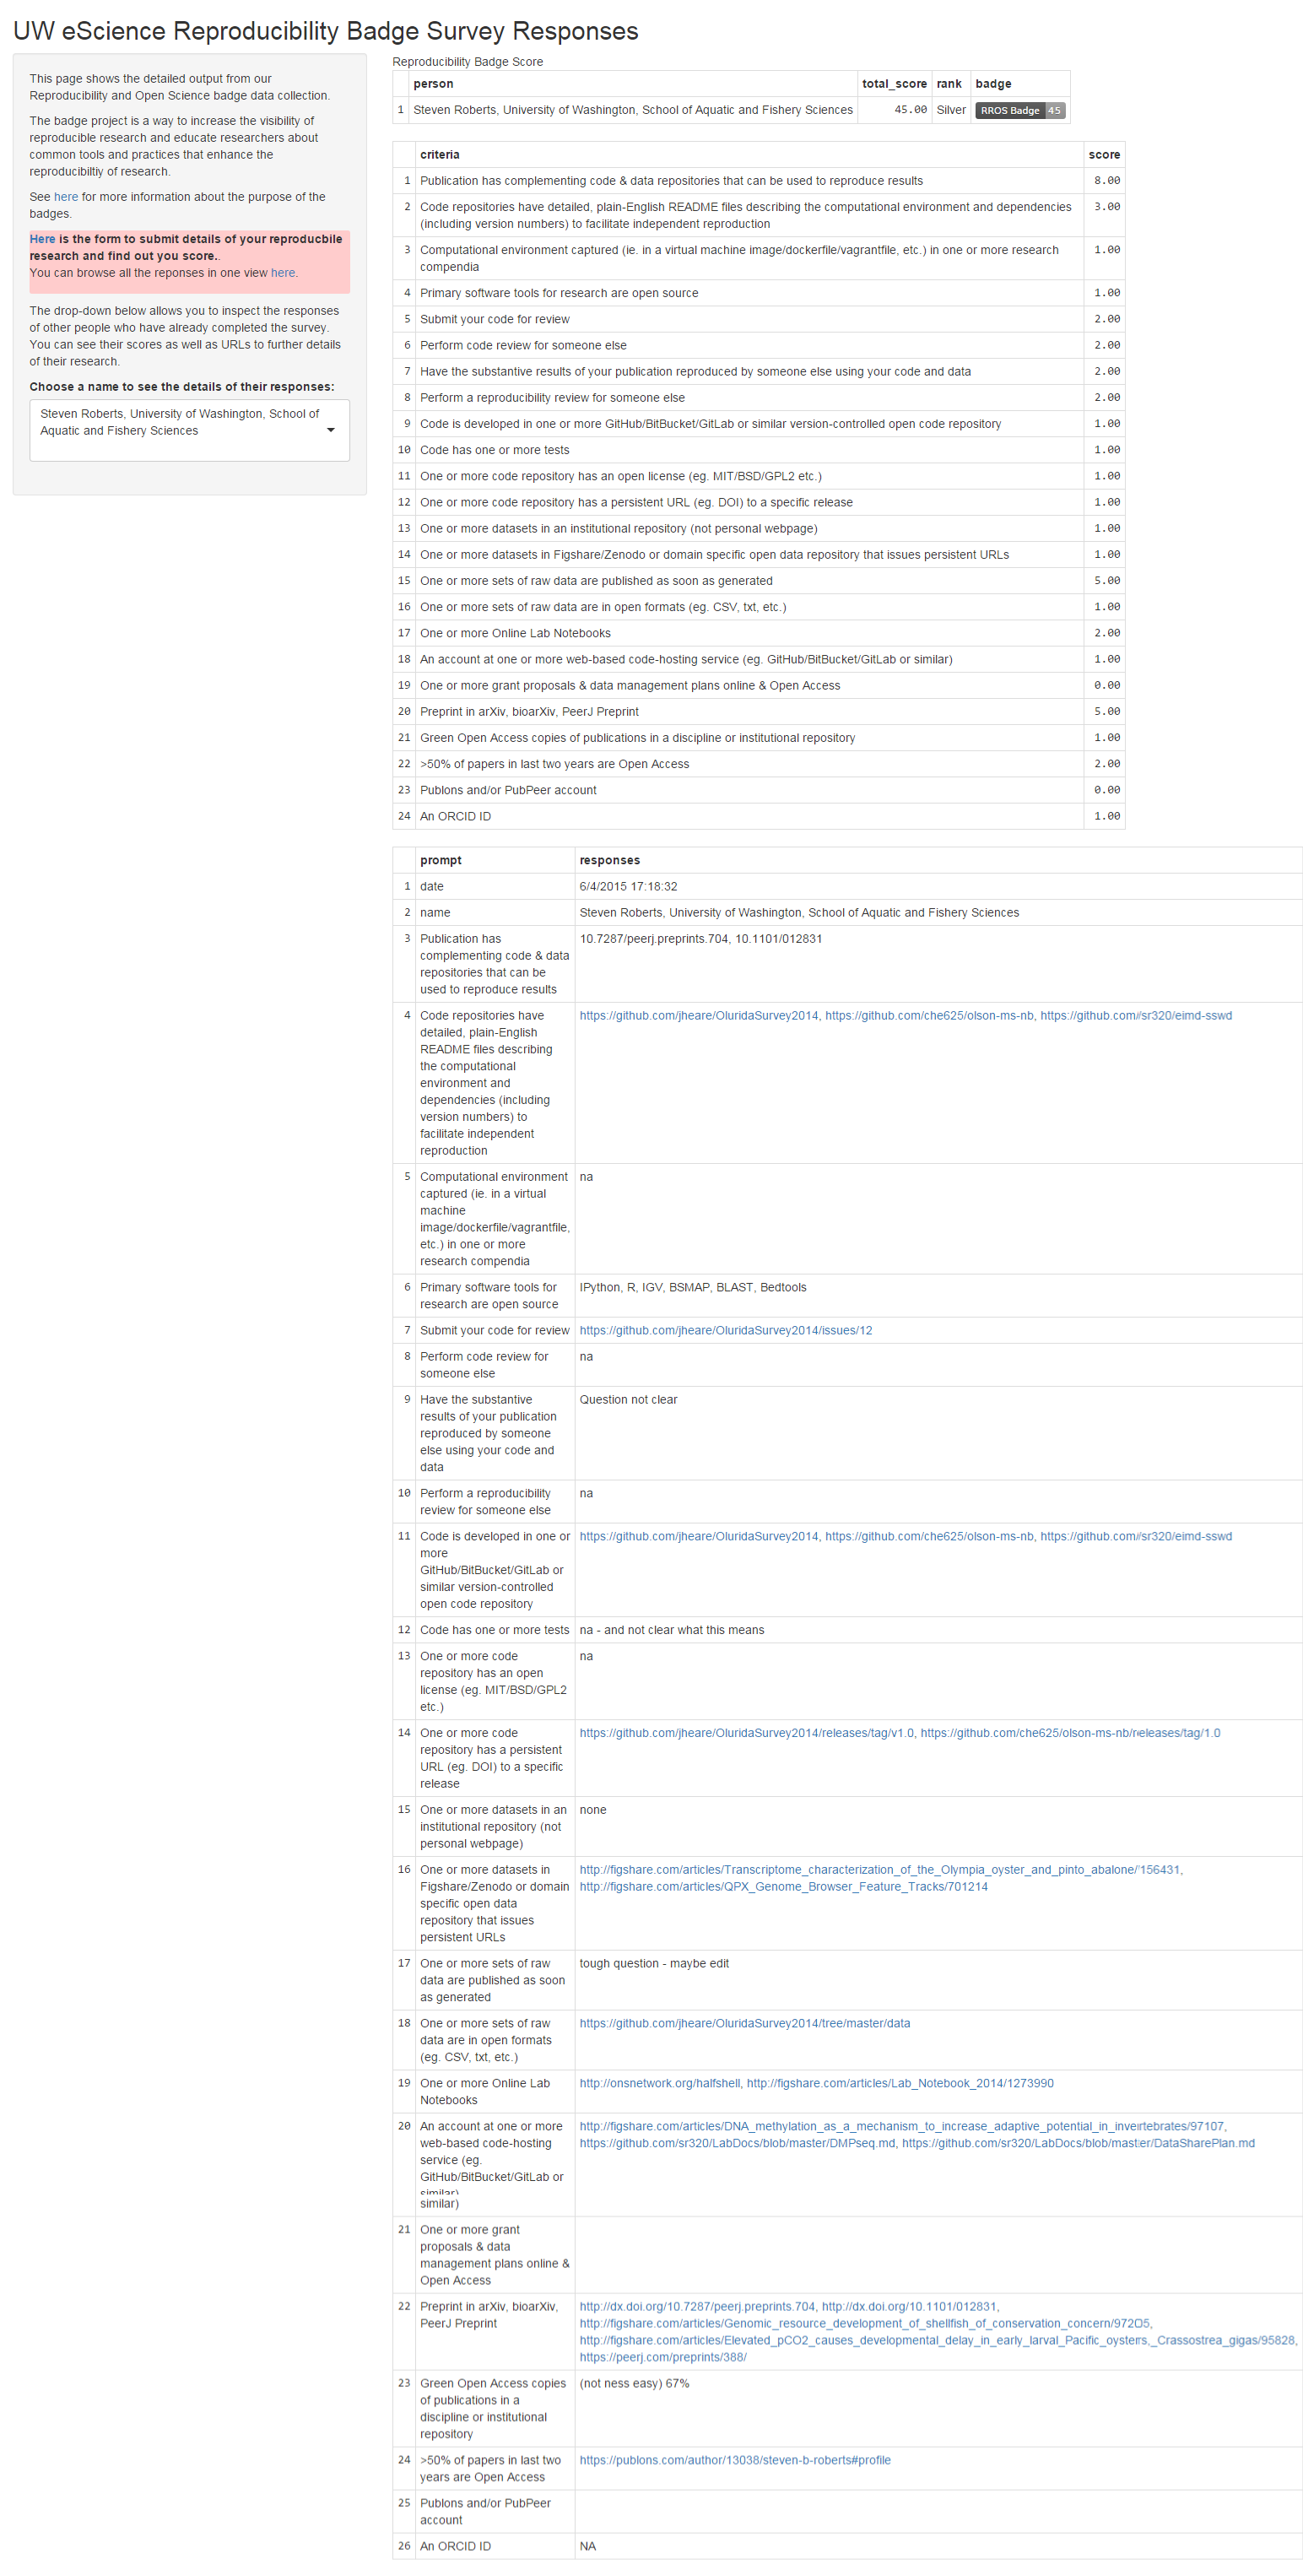 UW eScience Reproducibility Badge Survey Responses
This page shows the detailed output from our
Reproducibility and Open Science badge data collection.
The badge project is a way to increase the visibility of
reproducible research and educate researchers about
common tools and practices that enhance the
reproducibiltiy of research.
See here for more information about the purpose of the
badges.
Here is the form to submit details of your reproducbile
research and find out you score..
You can browse all the reponses in one view here.
The drop-down below allows you to inspect the responses
of other people who have already completed the survey.
You can see their scores as well as URLs to further details
of their research.
Choose a name to see the details of their responses:
Steven Roberts, University of Washington, School of
Aquatic and Fishery Sciences
Reproducibility Badge Score
person total_score rank badge
1 Steven Roberts, University of Washington, School of Aquatic and Fishery Sciences 45.00 Silver RROS Badge 45
criteria score
1 Publication has complementing code & data repositories that can be used to reproduce results 8.00
2 Code repositories have detailed, plain-English README files describing the computational environment and dependencies 3.00
(including version numbers) to facilitate independent reproduction
3 Computational environment captured (ie. in a virtual machine image/dockerfile/vagrantfile, etc.) in one or more research 1.00
compendia
4 Primary software tools for research are open source 1.00
5 Submit your code for review 2.00
6 Perform code review for someone else 2.00
7 Have the substantive results of your publication reproduced by someone else using your code and data 2.00
8 Perform a reproducibility review for someone else 2.00
9 Code is developed in one or more GitHub/BitBucket/GitLab or similar version-controlled open code repository 1.00
10 Code has one or more tests 1.00
11 One or more code repository has an open license (eg. MIT/BSD/GPL2 etc.) 1.00
12 One or more code repository has a persistent URL (eg. DOI) to a specific release 1.00
13 One or more datasets in an institutional repository (not personal webpage) 1.00
14 One or more datasets in Figshare/Zenodo or domain specific open data repository that issues persistent URLs 1.00
15 One or more sets of raw data are published as soon as generated 5.00
16 One or more sets of raw data are in open formats (eg. CSV, txt, etc.) 1.00
17 One or more Online Lab Notebooks 2.00
18 An account at one or more web-based code-hosting service (eg. GitHub/BitBucket/GitLab or similar) 1.00
19 One or more grant proposals & data management plans online & Open Access 0.00
20 Preprint in arXiv, bioarXiv, PeerJ Preprint 5.00
21 Green Open Access copies of publications in a discipline or institutional repository 1.00
22 >50% of papers in last two years are Open Access 2.00
23 Publons and/or PubPeer account 0.00
24 An ORCID ID 1.00
prompt responses
1 date 6/4/2015 17:18:32
2 name Steven Roberts, University of Washington, School of Aquatic and Fishery Sciences
3 Publication has 10.7287/peerj.preprints.704, 10.1101/012831
complementing code & data
repositories that can be
used to reproduce results
4 Code repositories have https://github.com/jheare/OluridaSurvey2014, https://github.com/che625/olson-ms-nb, https://github.com/sr320/eimd-sswd
detailed, plain-English
README files describing
the computational
environment and
dependencies (including
version numbers) to
facilitate independent
reproduction
5 Computational environment na
captured (ie. in a virtual
machine
image/dockerfile/vagrantfile,
etc.) in one or more
research compendia
6 Primary software tools for IPython, R, IGV, BSMAP, BLAST, Bedtools
research are open source
7 Submit your code for review https://github.com/jheare/OluridaSurvey2014/issues/12
8 Perform code review for na
someone else
9 Have the substantive Question not clear
results of your publication
reproduced by someone
else using your code and
data
10 Perform a reproducibility na
review for someone else
11 Code is developed in one or https://github.com/jheare/OluridaSurvey2014, https://github.com/che625/olson-ms-nb, https://github.com/sr320/eimd-sswd
more
GitHub/BitBucket/GitLab or
similar version-controlled
open code repository
12 Code has one or more tests na - and not clear what this means
13 One or more code na
repository has an open
license (eg. MIT/BSD/GPL2
etc.)
14 One or more code https://github.com/jheare/OluridaSurvey2014/releases/tag/v1.0, https://github.com/che625/olson-ms-nb/releases/tag/1.0
repository has a persistent
URL (eg. DOI) to a specific
release
15 One or more datasets in an none
institutional repository (not
personal webpage)
16 One or more datasets in http://figshare.com/articles/Transcriptome_characterization_of_the_Olympia_oyster_and_pinto_abalone/156431,
Figshare/Zenodo or domain http://figshare.com/articles/QPX_Genome_Browser_Feature_Tracks/701214
specific open data
repository that issues
persistent URLs
17 One or more sets of raw tough question - maybe edit
data are published as soon
as generated
18 One or more sets of raw https://github.com/jheare/OluridaSurvey2014/tree/master/data
data are in open formats
(eg. CSV, txt, etc.)
19 One or more Online Lab http://onsnetwork.org/halfshell, http://figshare.com/articles/Lab_Notebook_2014/1273990
Notebooks
20 An account at one or more http://figshare.com/articles/DNA_methylation_as_a_mechanism_to_increase_adaptive_potential_in_invertebrates/97107,
web-based code-hosting https://github.com/sr320/LabDocs/blob/master/DMPseq.md, https://github.com/sr320/LabDocs/blob/master/DataSharePlan.md
service (eg.
GitHub/BitBucket/GitLab or
similar)
similar)
21 One or more grant
proposals & data
management plans online &
Open Access
22 Preprint in arXiv, bioarXiv, http://dx.doi.org/10.7287/peerj.preprints.704, http://dx.doi.org/10.1101/012831,
PeerJ Preprint http://figshare.com/articles/Genomic_resource_development_of_shellfish_of_conservation_concern/
http://figshare.com/articles/Elevated_pCO2_causes_developmental_delay_in_early_larval_Pacific_oysters,_Crassostrea_gigas/95828,
https://peerj.com/preprints/388/
23 Green Open Access copies (not ness easy) 67%
of publications in a
discipline or institutional
repository
24 >50% of papers in last two https://publons.com/author/13038/steven-b-roberts#profile
years are Open Access
25 Publons and/or PubPeer
account
26 An ORCID ID NA